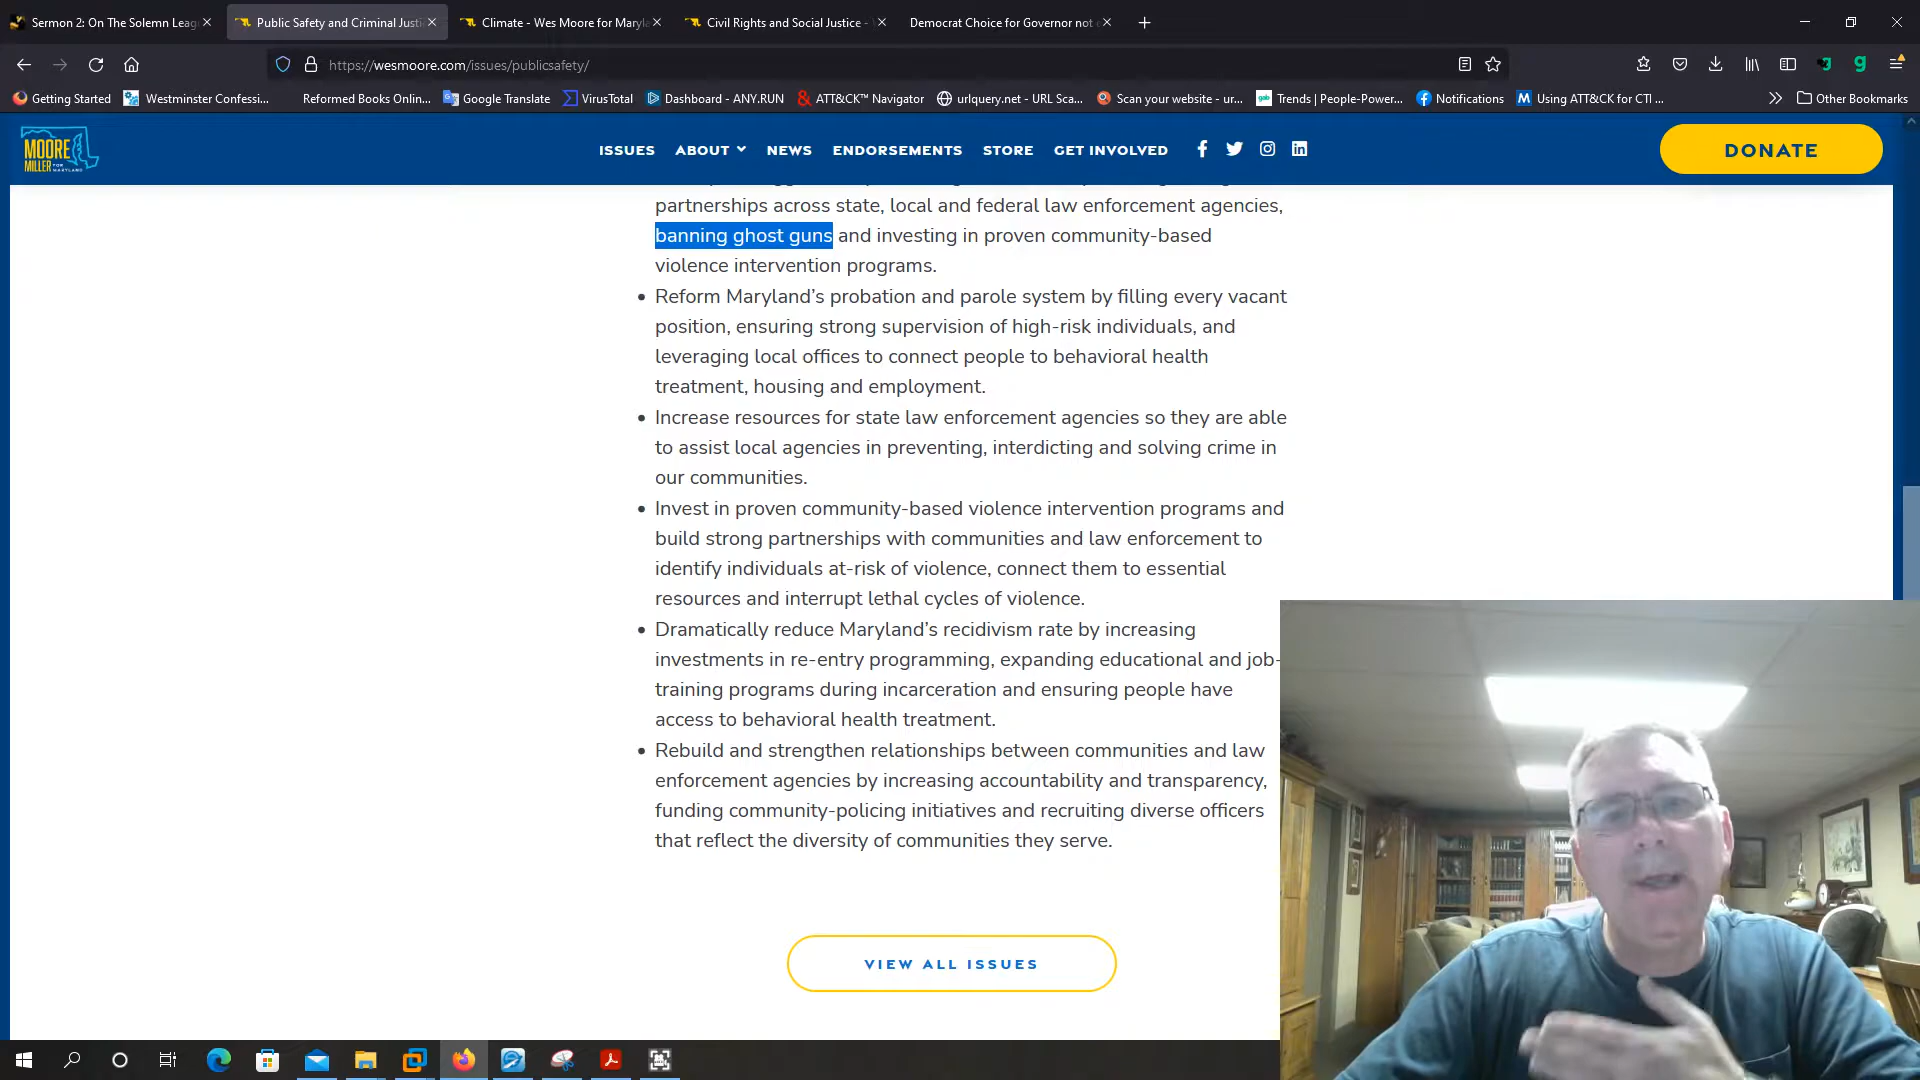 Sermon 2: On The Solemn Leag
Public Safety and Criminal Justi
Climate - Wes Moore for Maryla
Civil Rights and Social Justice -
Democrat Choice for Governor not
https://wesmoore.com/issues/publicsafety/
Getting Started
Westminster Confessi...
Reformed Books Onlin...
Google Translate
VirusTotal
Dashboard - ANY.RUN
ATT&CK™ Navigator
urlquery.net - URL Sca...
Scan your website - ur...
Trends | People-Power...
Notifications
Using ATT&CK for CTI ...
Other Bookmarks
MOORE
MILLER
ISSUES
ABOUT
NEWS
ENDORSEMENTS
STORE
GET INVOLVED
DONATE
partnerships across state, local and federal law enforcement agencies,
banning ghost guns and investing in proven community-based
violence intervention programs.
Reform Maryland’s probation and parole system by filling every vacant
position, ensuring strong supervision of high-risk individuals, and
leveraging local offices to connect people to behavioral health
treatment, housing and employment.
Increase resources for state law enforcement agencies so they are able
to assist local agencies in preventing, interdicting and solving crime in
our communities.
Invest in proven community-based violence intervention programs and
build strong partnerships with communities and law enforcement to
identify individuals at-risk of violence, connect them to essential
resources and interrupt lethal cycles of violence.
Dramatically reduce Maryland’s recidivism rate by increasing
investments in re-entry programming, expanding educational and job-
training programs during incarceration and ensuring people have
access to behavioral health treatment.
Rebuild and strengthen relationships between communities and law
enforcement agencies by increasing accountability and transparency,
funding community-policing initiatives and recruiting diverse officers
that reflect the diversity of communities they serve.
VIEW ALL ISSUES